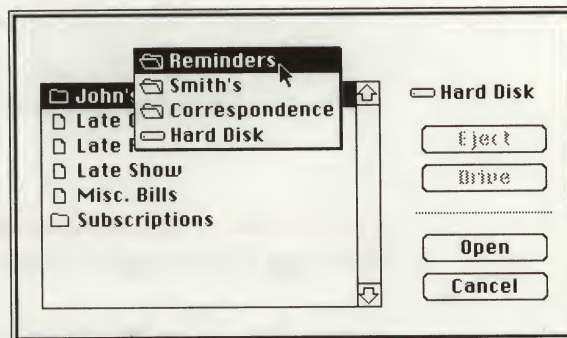 Reminders
Smith's
Correspondence
Hard Disk
John's
Late
Late
Late Show
Misc. Bills
Subscriptions
Hard Disk
Eject
Drive
Open
Cancel